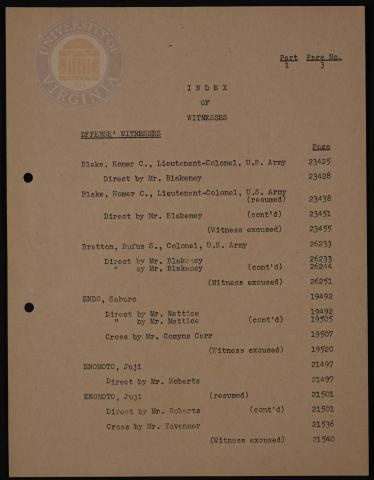 UNIVERSITY OF VIRGINIA
Part Page No.
1 3
INDEX
OF
WITNESSES
DEFENSE' WITNESSES
Page
Blake, Homer C., Lieutenant-Colonel, U.S. Army 23425
Direct by Mr. Blakeney 23428
Blake, Homer C., Lieutenant-Colonel, U.S. Army
(resumed) 23438
Direct by Mr. Blakeney (cont'd) 23451
(Witness excused) 23455
Bratton, Rufus S., Colonel, U.S. Army 26233
Direct by Mr. Blakeney 26233
" by Mr. Blakeney (cont'd) 26244
(Witness excused) 26251
ENDO, Saburo 19492
Direct by Mr. Mattice 19492
" by Mr. Mattice (cont'd) 19505
Cross by Mr. Comyns Carr 19507
(Witness excused) 19520
ENOMOTO, Juji 21497
Direct by Mr. Roberts 21497
ENOMOTO, Juji (resumed) 21501
Direct by Mr. Roberts (cont'd) 21501
Cross by Mr. Tavenner 21536
(Witness excused) 21540